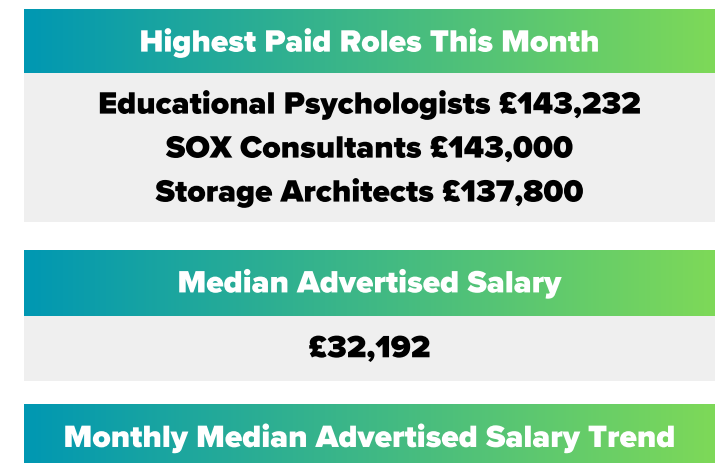 Highest Paid Roles This Month
Educational Psychologists £143,232
SOX Consultants £143,000
Storage Architects £137,800
Median Advertised Salary
£32,192
Monthly Median Advertised Salary Trend